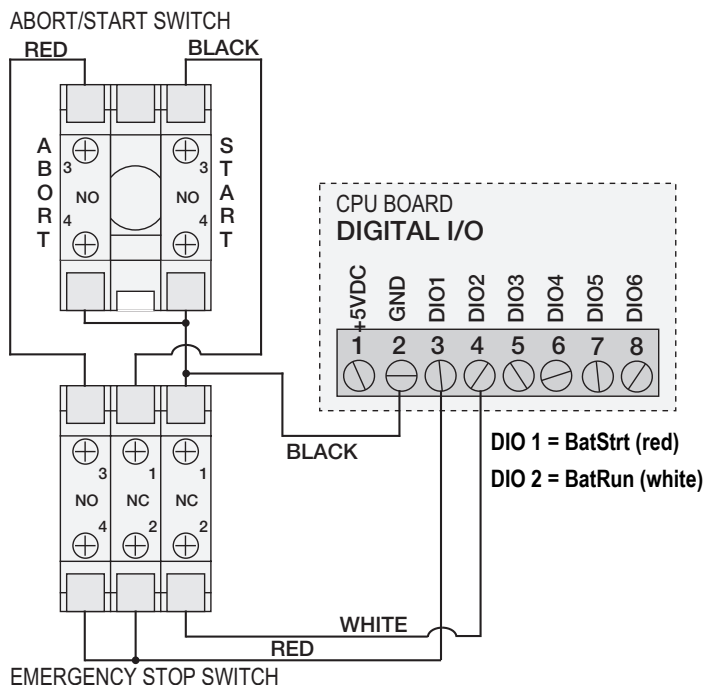 ABORT/START SWITCH
RED
BLACK
ABORT
START
3
3
NO
NO
4
4
CPU BOARD
DIGITAL I/O
+5VDC
GND
DIO1
DIO2
DIO3
DIO4
DIO5
DIO6
1 2 3 4 5 6 7 8
BLACK
DIO 1 = BatStrt (red)
DIO 2 = BatRun (white)
3 1 1
NO NC NC
4 2 2
WHITE
RED
EMERGENCY STOP SWITCH